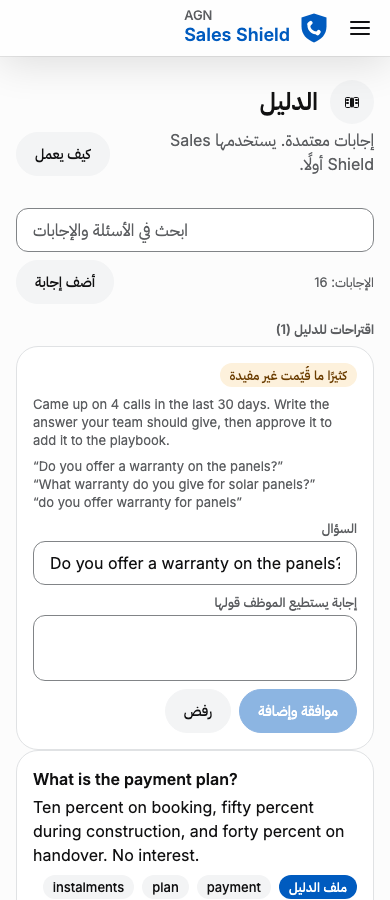 AGN
Sales Shield
الدليل
إجابات معتمدة. يستخدمها Sales
Shield أولًا.
كيف يعمل
ابحث في الأسئلة والإجابات
الإجابات: 16
أضف إجابة
اقتراحات للدليل (1)
كثيرًا ما قُيّمت غير مفيدة
Came up on 4 calls in the last 30 days. Write the
answer your team should give, then approve it to
add it to the playbook.
“Do you offer a warranty on the panels?”
“What warranty do you give for solar panels?”
“do you offer warranty for panels”
السؤال
Do you offer a warranty on the panels?
إجابة يستطيع الموظف قولها
موافقة وإضافة
رفض
What is the payment plan?
Ten percent on booking, fifty percent
during construction, and forty percent on
handover. No interest.
ملف الدليل
payment
plan
instalments